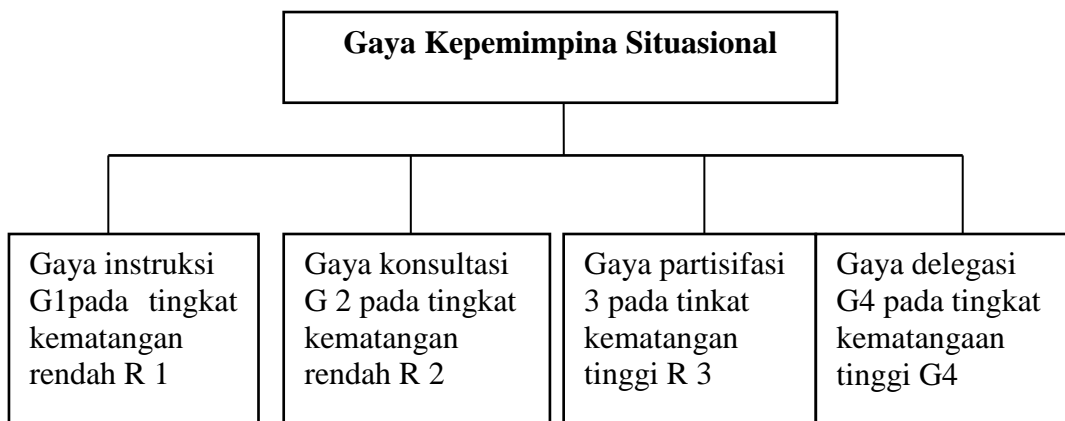 Gaya Kepemimpina Situasional
Gaya instruksi
G1pada tingkat
kematangan
rendah R 1
Gaya konsultasi
G 2 pada tingkat
kematangan
rendah R 2
Gaya partisifasi
3 pada tinkat
kematangan
tinggi R 3
Gaya delegasi
G4 pada tingkat
kematangaan
tinggi G4